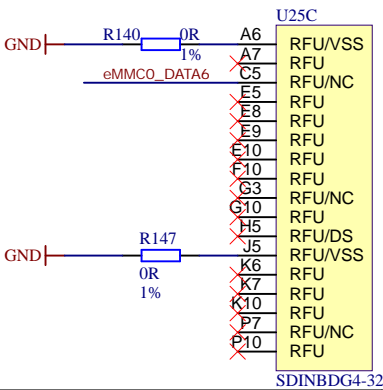 U25C
R140 0R
GND A6 RFU/VSS
1% A7 RFU
eMMC0_DATA6 C5 RFU/NC
E5 RFU
E8 RFU
E9 RFU
E10 RFU
F10 RFU
G3 RFU/NC
G10 RFU
H5 RFU/DS
R147
GND J5 RFU/VSS
0R K6 RFU
1% K7 RFU
K10 RFU
P7 RFU/NC
P10 RFU
SDINBDG4-32